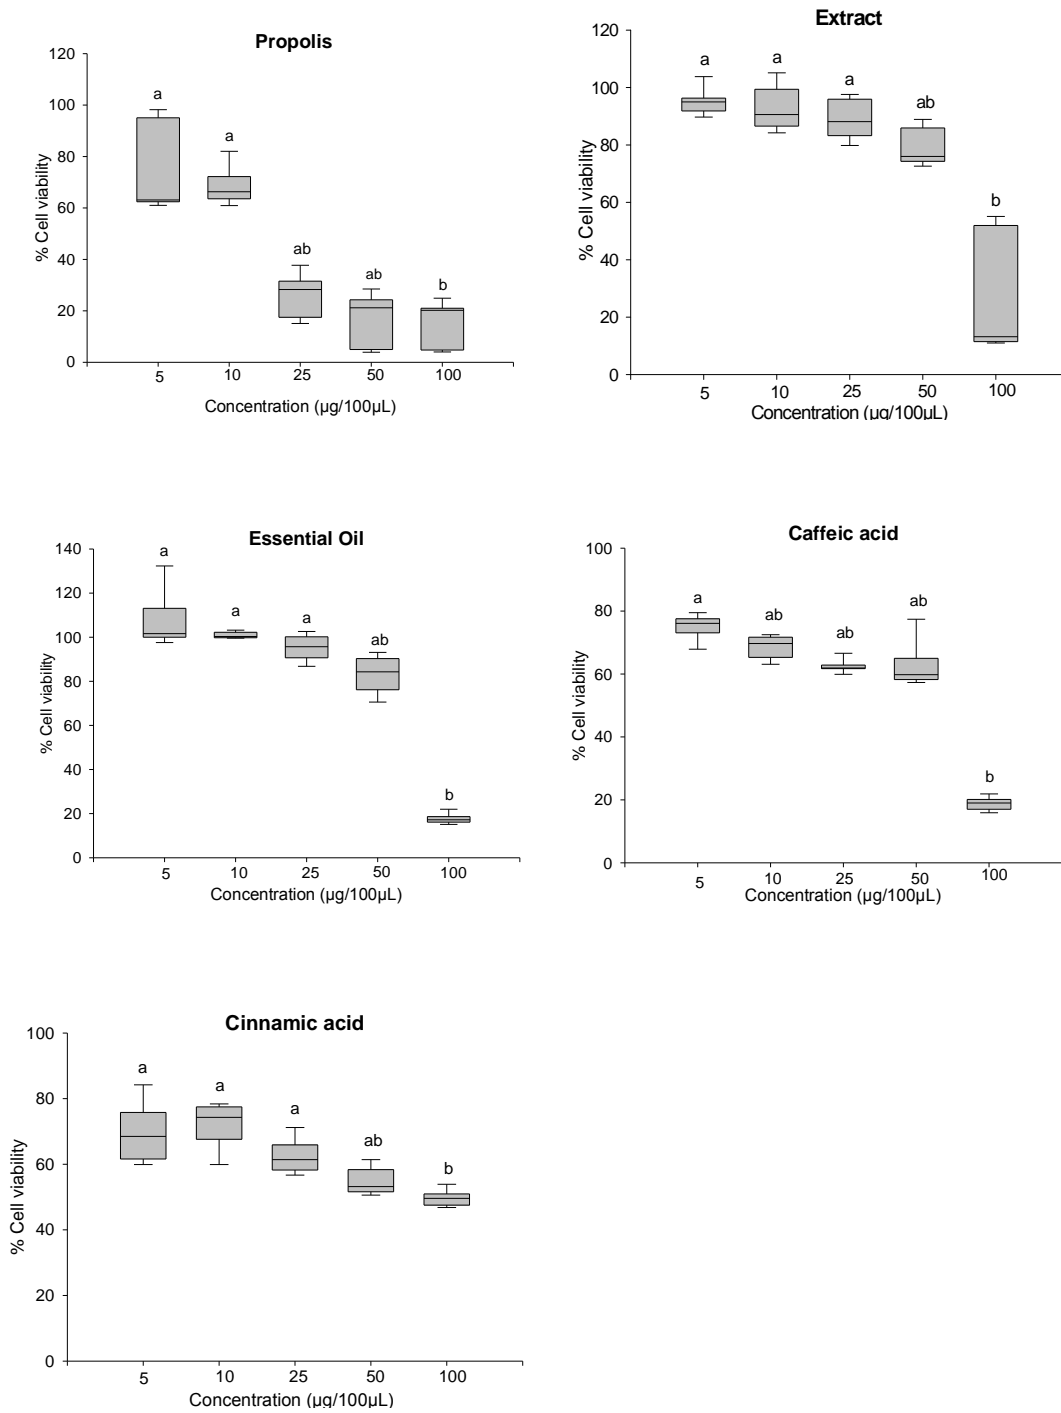 Propolis
120
100
80
60
40
20
0
% Cell viability
a
a
ab
ab
b
5 10 25 50 100
Concentration (µg/100µL)
Extract
120
100
80
60
40
20
0
% Cell viability
a
a
a
ab
b
5 10 25 50 100
Concentration (µg/100µL)
Essential Oil
140
120
100
80
60
40
20
0
% Cell viability
a
a
a
ab
b
5 10 25 50 100
Concentration (µg/100µL)
Caffeic acid
100
80
60
40
20
0
% Cell viability
a
ab
ab
ab
b
5 10 25 50 100
Concentration (µg/100µL)
Cinnamic acid
100
80
60
40
20
0
% Cell viability
a
a
a
ab
b
5 10 25 50 100
Concentration (µg/100µL)